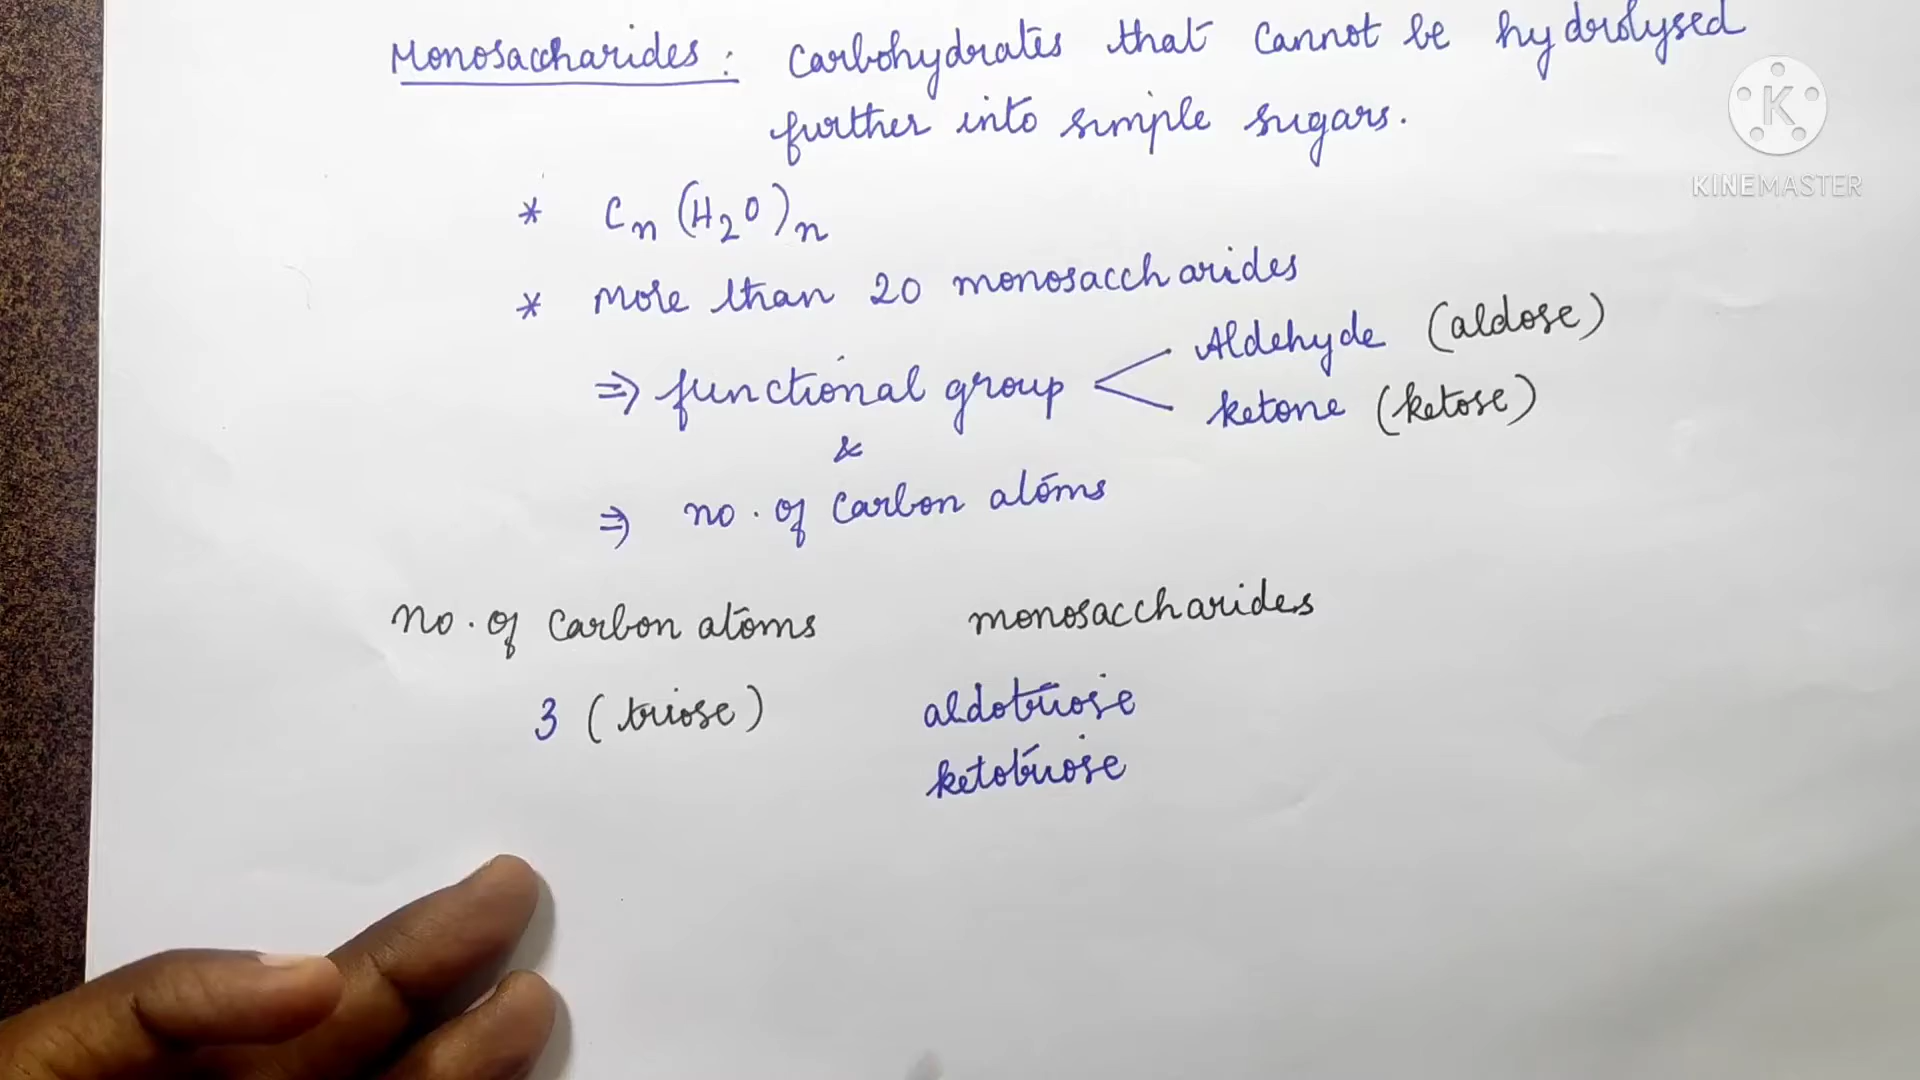 Monosaccharides: Carbohydrates that cannot be hydrolysed
further into simple sugars.
K
KINEMASTER
* Cn (H2O)n
* More than 20 monosaccharides
⇒ functional group < Aldehyde (aldose)
ketone (ketose)
&
⇒ no. of carbon atoms
No. of carbon atoms monosaccharides
3 (triose) aldotriose
ketotriose